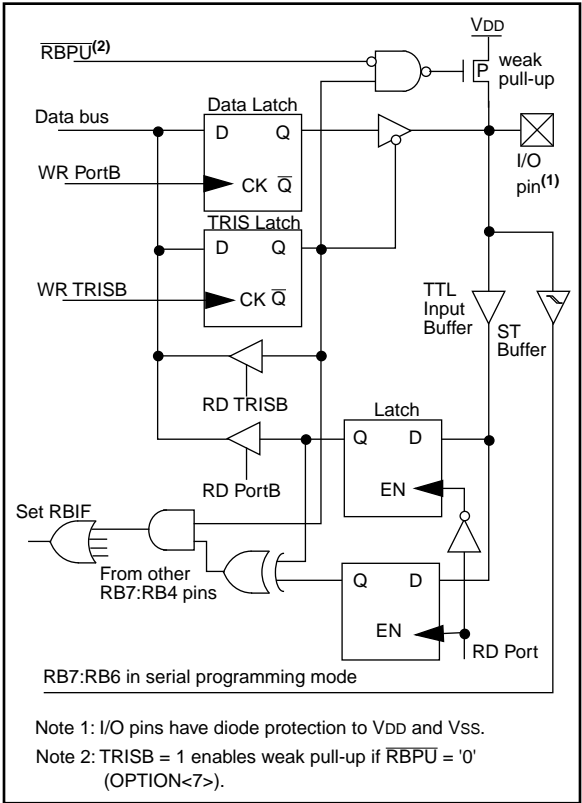 VDD
RBPU(2)
weak
pull-up
P
Data Latch
Data bus
D Q
I/O
pin(1)
WR PortB
CK Q
TRIS Latch
D Q
WR TRISB
CK Q
TTL
Input
Buffer
ST
Buffer
RD TRISB
Latch
Q D
RD PortB
EN
Set RBIF
From other
RB7:RB4 pins
Q D
EN
RD Port
RB7:RB6 in serial programming mode
Note 1: I/O pins have diode protection to VDD and VSS.
Note 2: TRISB = 1 enables weak pull-up if RBPU = '0'
(OPTION<7>).